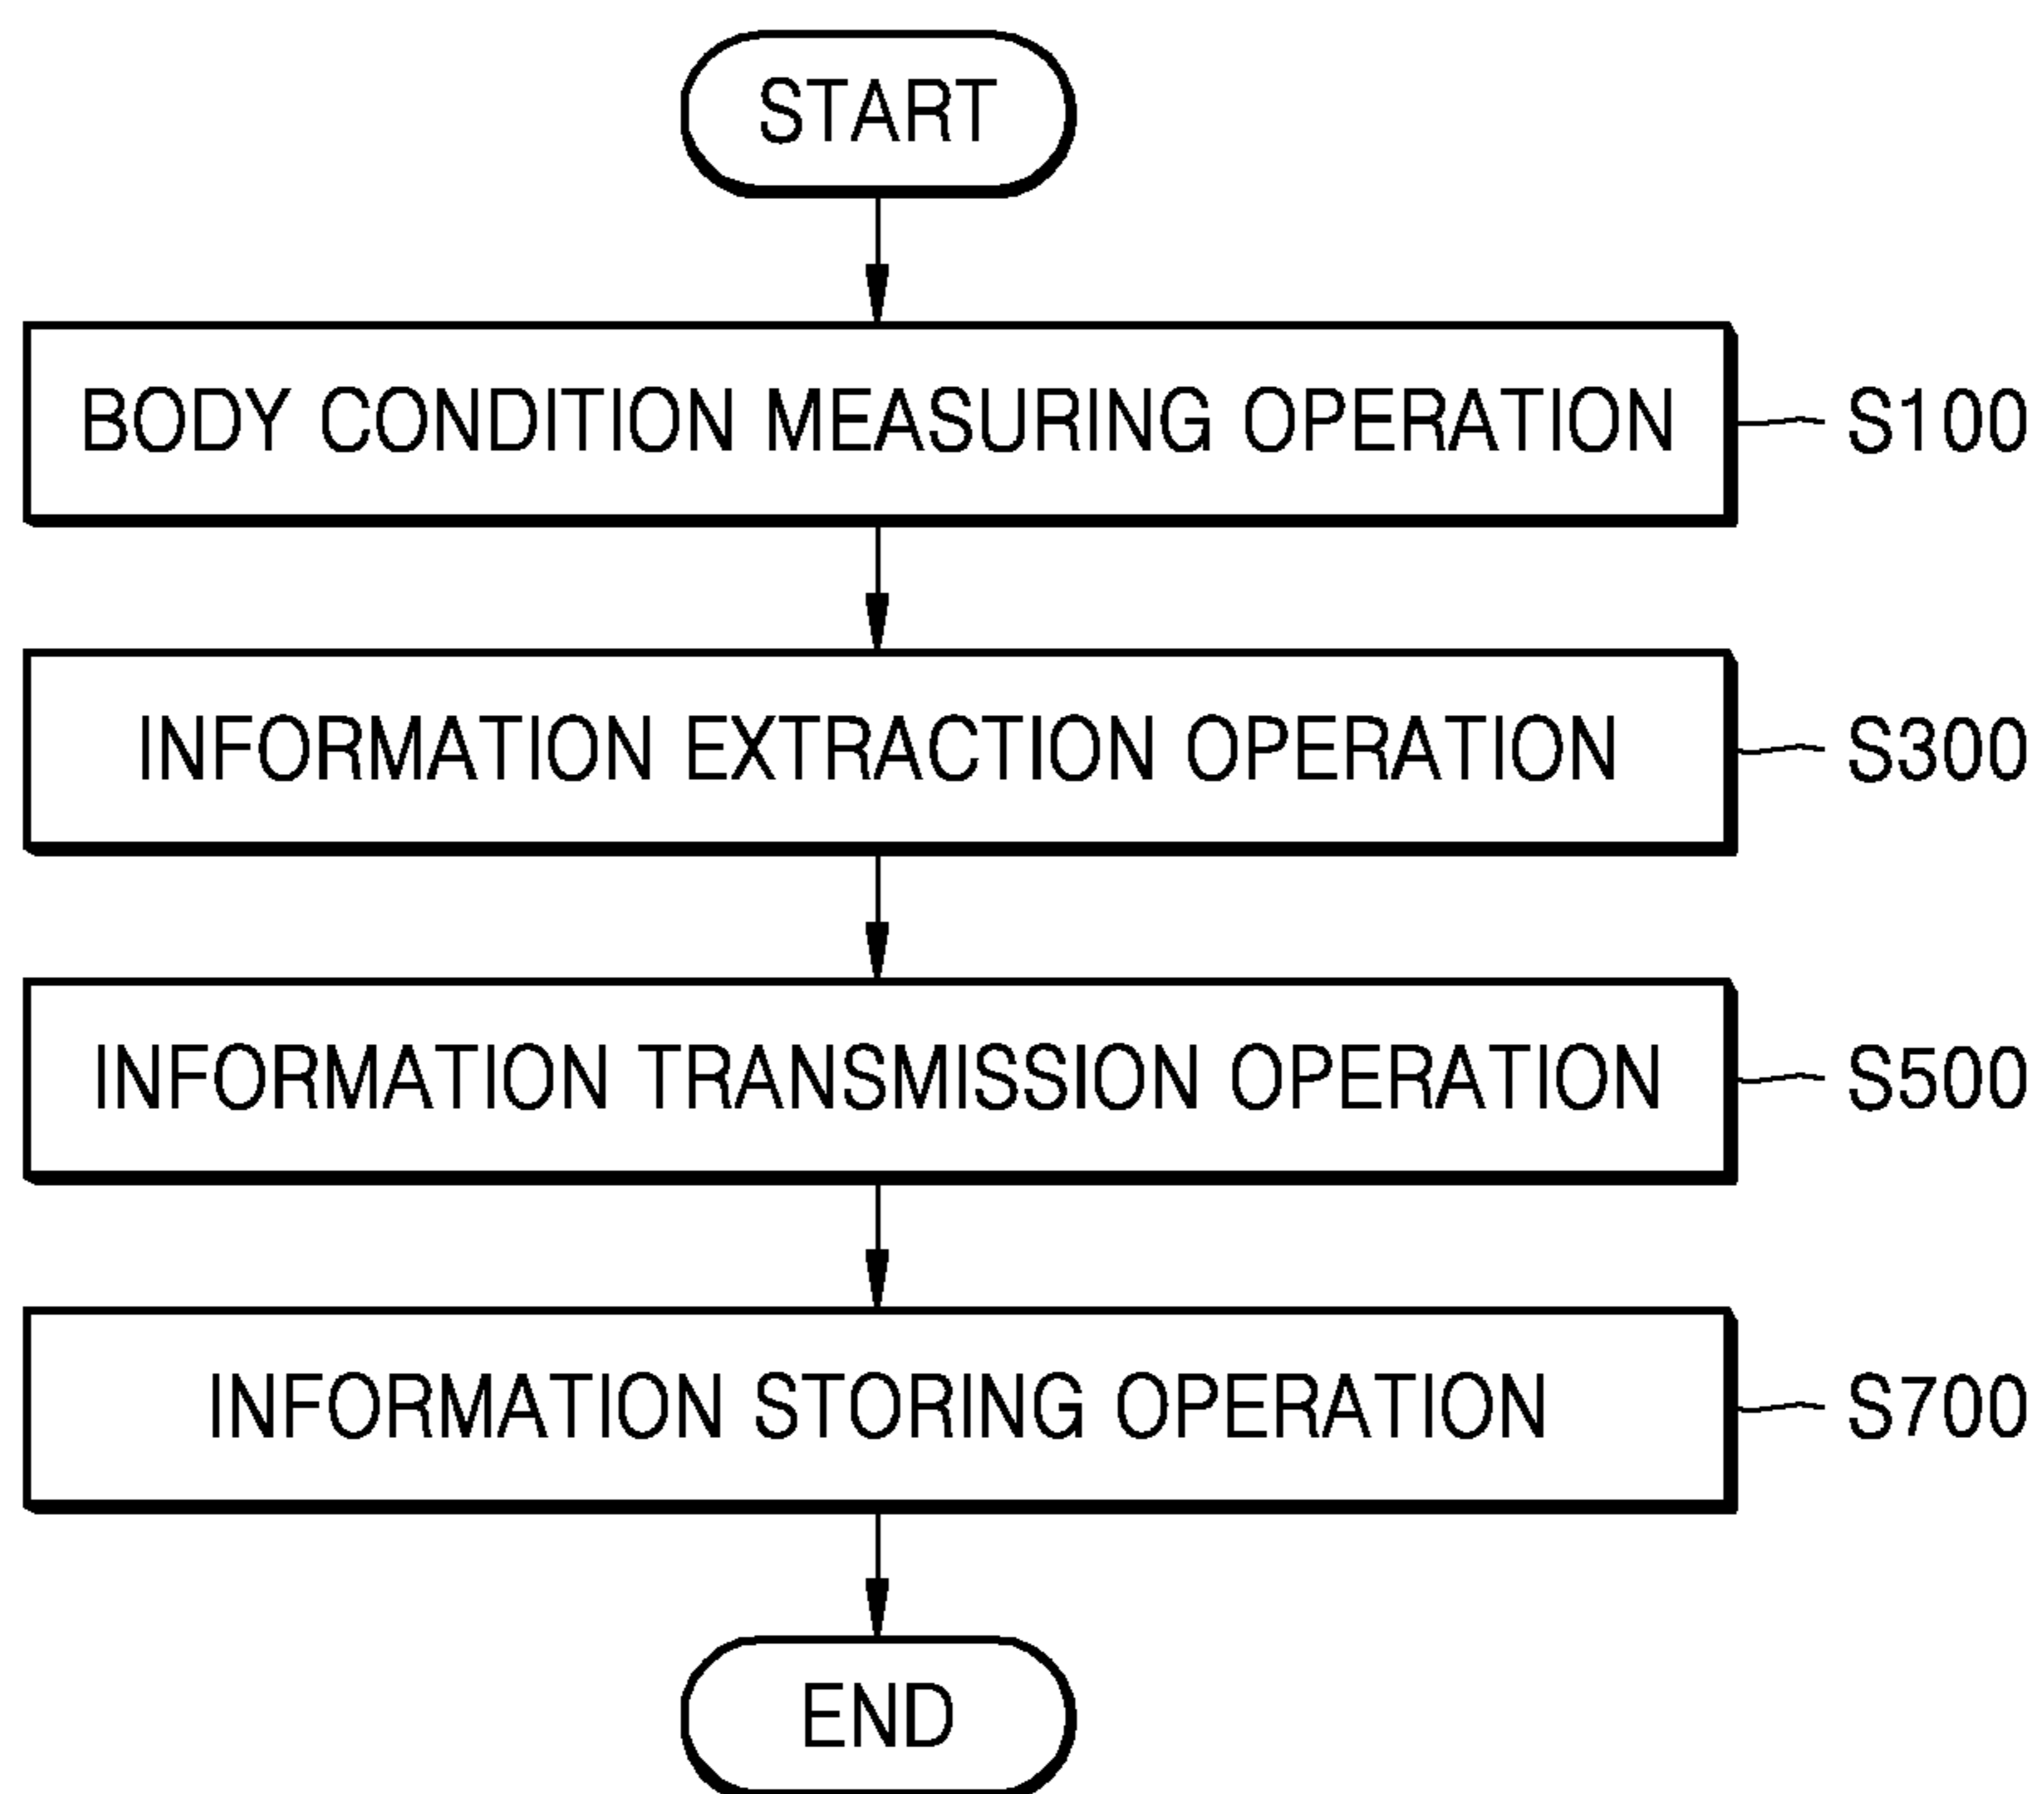 START
BODY CONDITION MEASURING OPERATION S100
INFORMATION EXTRACTION OPERATION S300
INFORMATION TRANSMISSION OPERATION S500
INFORMATION STORING OPERATION S700
END